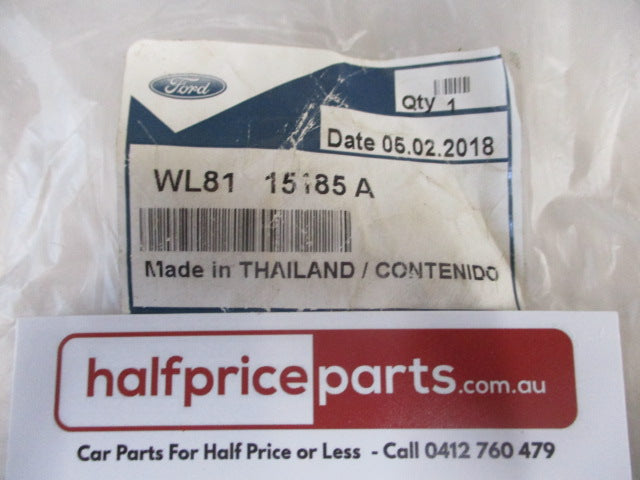 Ford
Qty 1
Date 05.02.2018
WL81 15185 A
Made in THAILAND / CONTENIDO
halfpriceparts.com.au
Car Parts For Half Price or Less - Call 0412 760 479